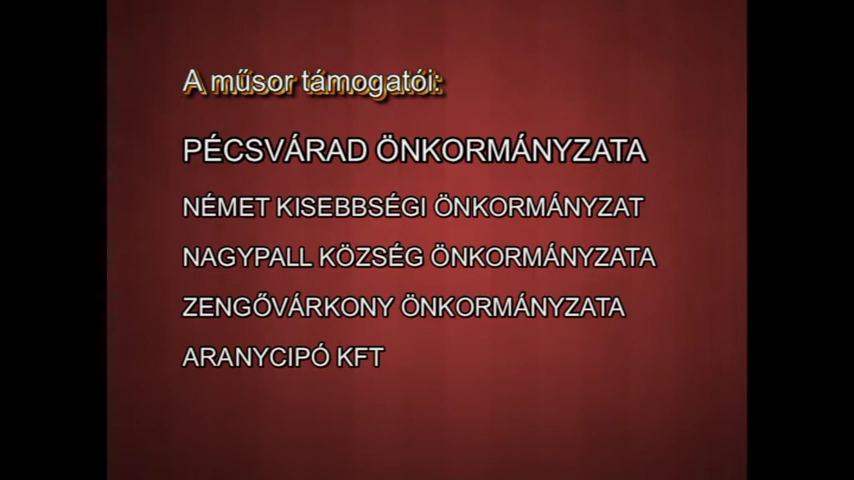 A műsor támogatói:
PÉCSVÁRAD ÖNKORMÁNYZATA
NÉMET KISEBBSÉGI ÖNKORMÁNYZAT
NAGYPALL KÖZSÉG ÖNKORMÁNYZATA
ZENGŐVÁRKONY ÖNKORMÁNYZATA
ARANYCIPÓ KFT